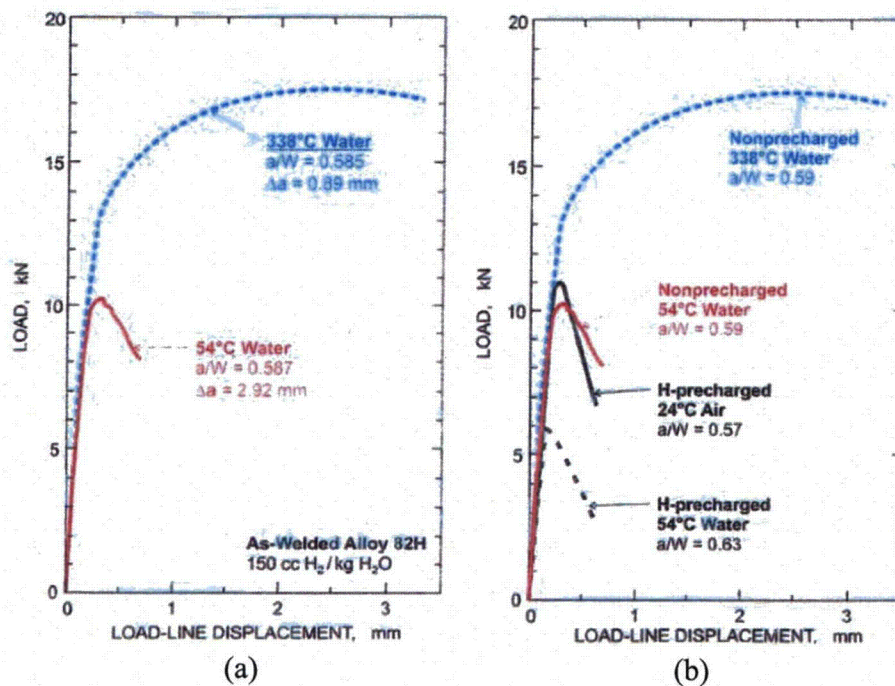 20
15
10
5
0
LOAD, kN
338°C Water
a/W = 0.585
Δa = 0.89 mm
54°C Water
a/W = 0.587
Δa = 2.92 mm
As-Welded Alloy 82H
150 cc H₂/kg H₂O
0 1 2 3
LOAD-LINE DISPLACEMENT, mm
(a)
20
15
10
5
0
LOAD, kN
Nonprecharged
338°C Water
a/W = 0.59
Nonprecharged
54°C Water
a/W = 0.59
H-precharged
24°C Air
a/W = 0.57
H-precharged
54°C Water
a/W = 0.63
0 1 2 3
LOAD-LINE DISPLACEMENT, mm
(b)